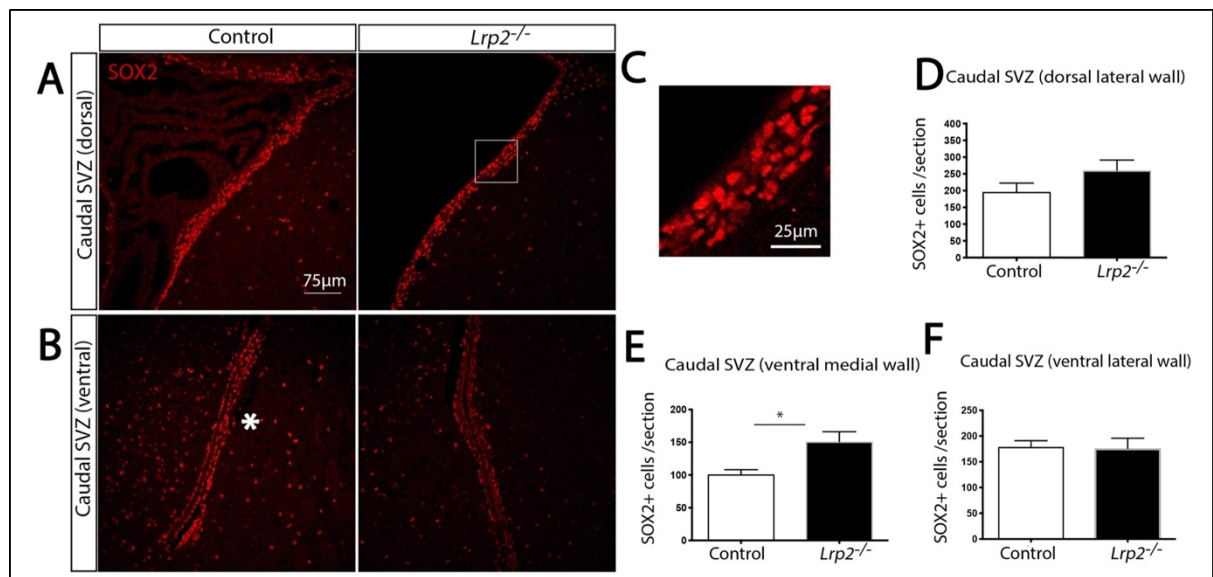 Control
Lrp2-/-
A
Caudal SVZ (dorsal)
SOX2
75µm
B
Caudal SVZ (ventral)
*
C
25µm
D
Caudal SVZ (dorsal lateral wall)
SOX2+ cells /section
400
350
300
250
200
150
100
50
0
Control
Lrp2-/-
E
Caudal SVZ (ventral medial wall)
SOX2+ cells /section
200
150
100
50
0
*
Control
Lrp2-/-
F
Caudal SVZ (ventral lateral wall)
SOX2+ cells /section
250
200
150
100
50
0
Control
Lrp2-/-